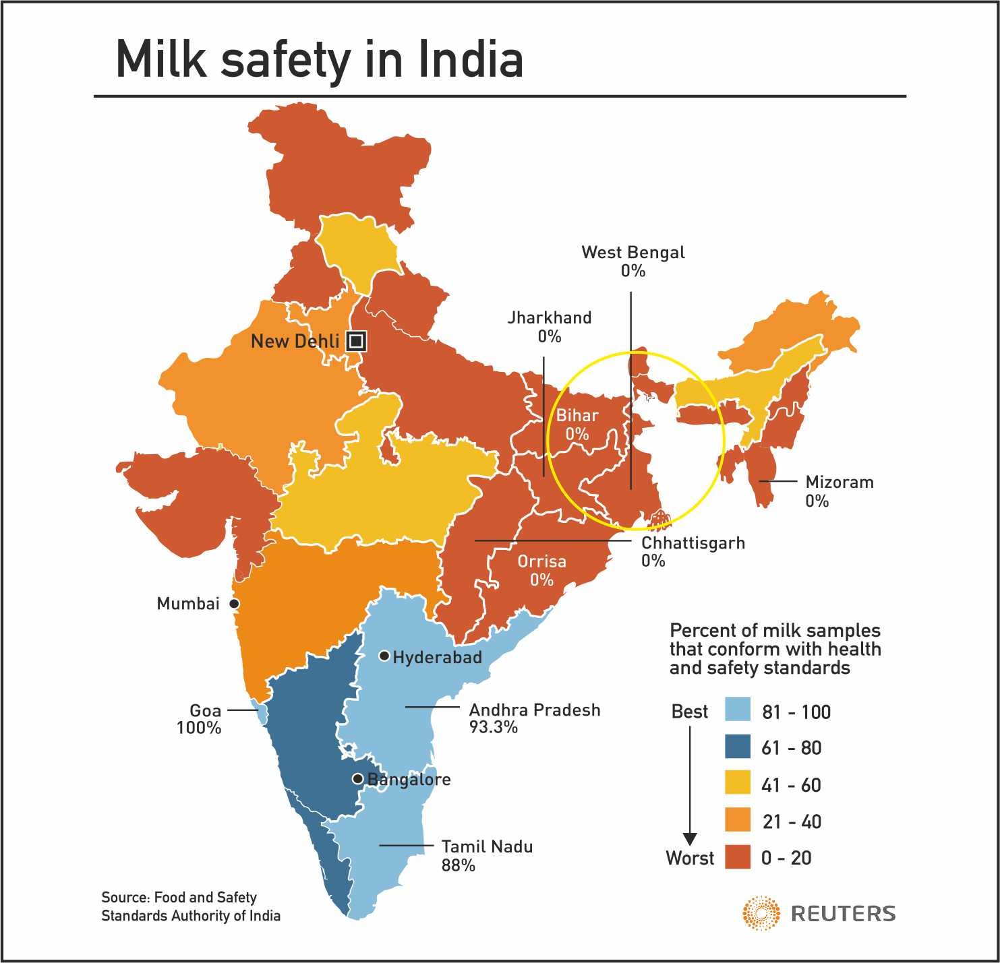 Milk safety in India
West Bengal
0%
Jharkhand
0%
New Dehli
Bihar
0%
Mizoram
0%
Chhattisgarh
0%
Orrisa
0%
Mumbai
Hyderabad
Goa
100%
Andhra Pradesh
93.3%
Bangalore
Tamil Nadu
88%
Percent of milk samples
that conform with health
and safety standards
Best
81 - 100
61 - 80
41 - 60
21 - 40
Worst
0 - 20
Source: Food and Safety
Standards Authority of India
REUTERS